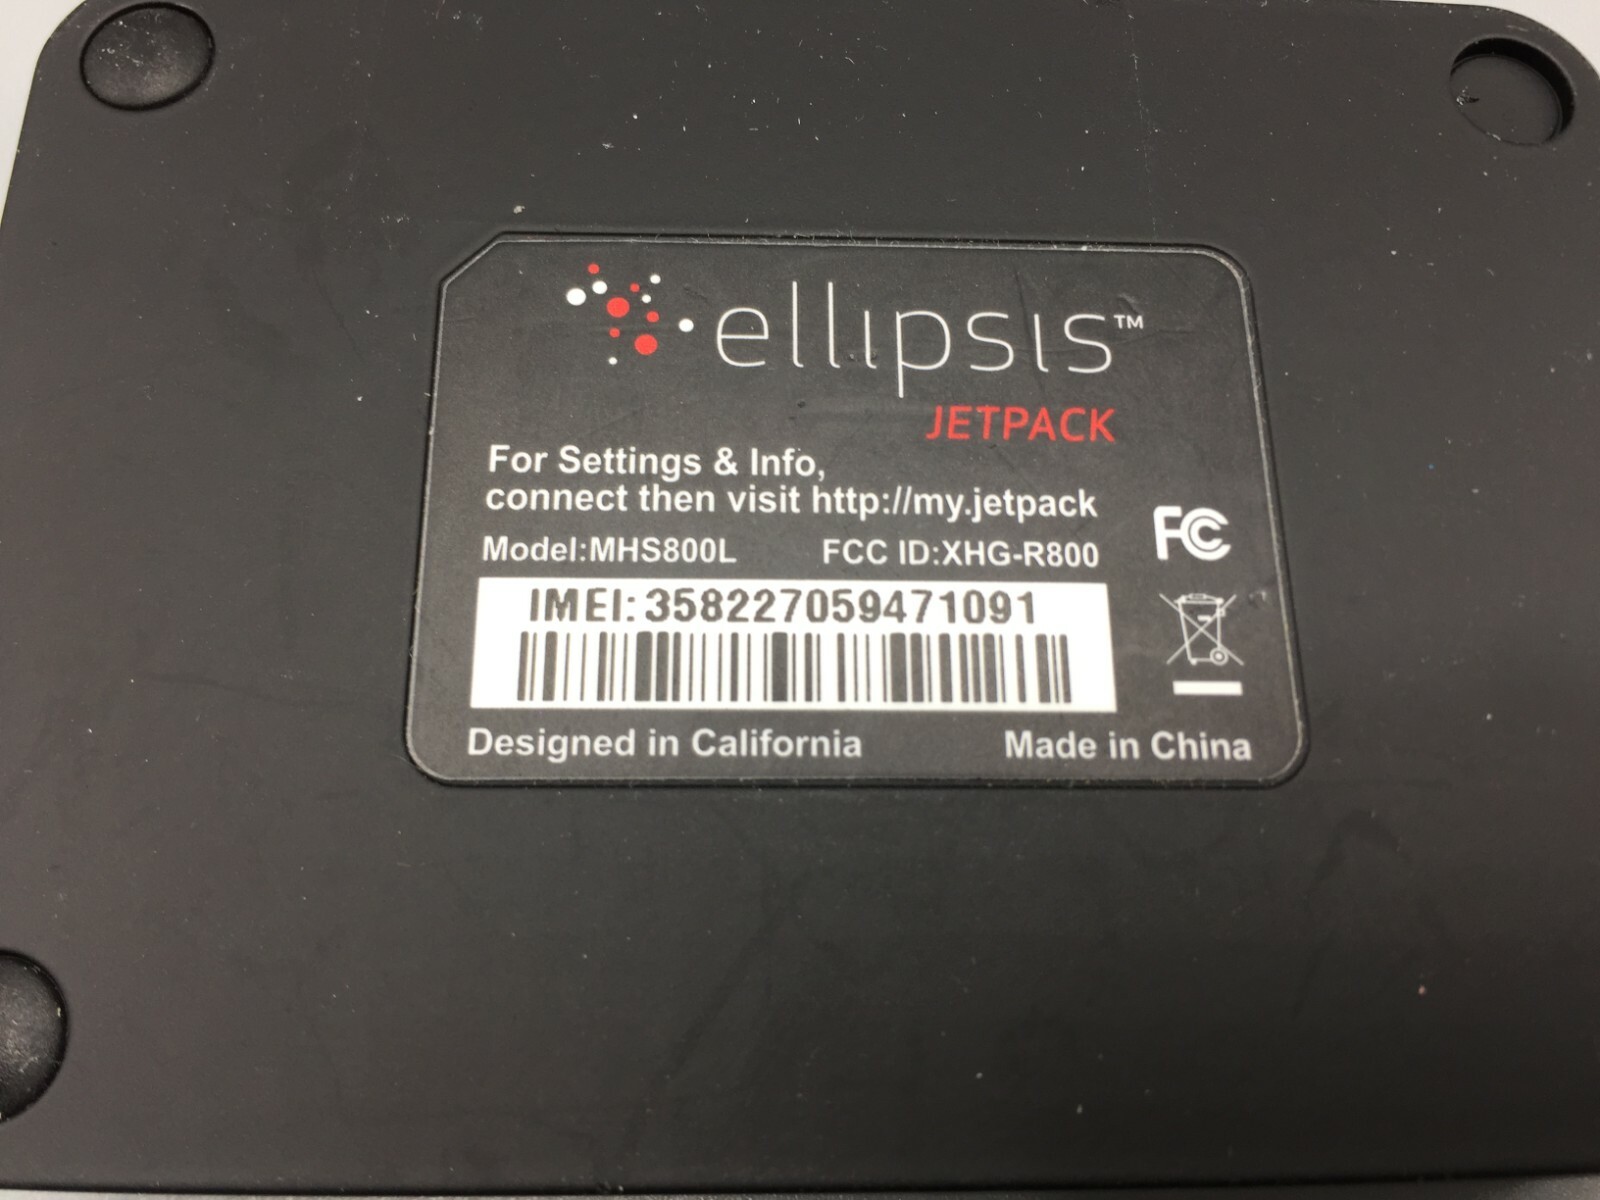 ellipsis™
JETPACK
For Settings & Info,
connect then visit http://my.jetpack
Model:MHS800L FCC ID:XHG-R800
FC
IMEI:358227059471091
Designed in California Made in China